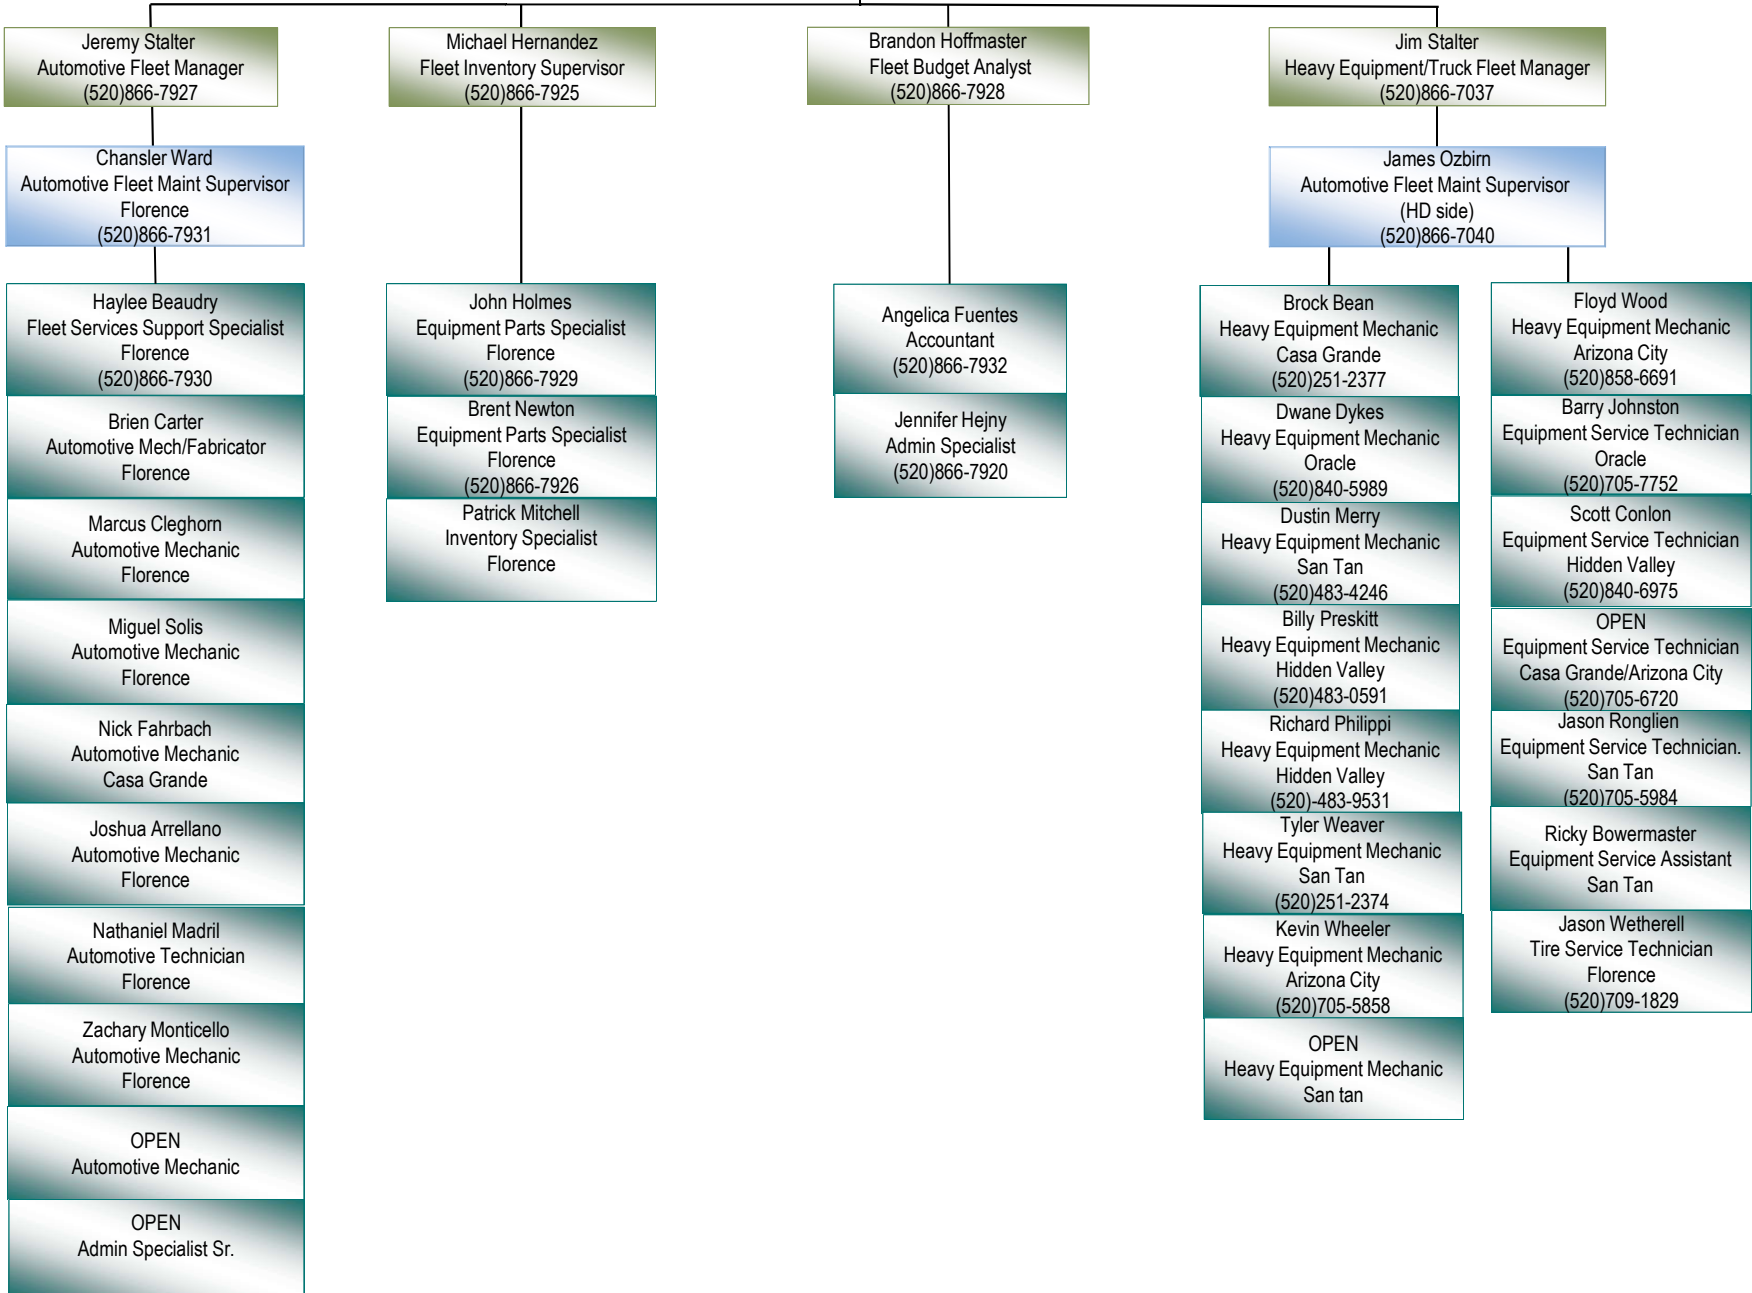 Jeremy Stalter
Automotive Fleet Manager
(520)866-7927
Michael Hernandez
Fleet Inventory Supervisor
(520)866-7925
Brandon Hoffmaster
Fleet Budget Analyst
(520)866-7928
Jim Stalter
Heavy Equipment/Truck Fleet Manager
(520)866-7037
Chansler Ward
Automotive Fleet Maint Supervisor
Florence
(520)866-7931
James Ozbirn
Automotive Fleet Maint Supervisor
(HD side)
(520)866-7040
Haylee Beaudry
Fleet Services Support Specialist
Florence
(520)866-7930
Brien Carter
Automotive Mech/Fabricator
Florence
Marcus Cleghorn
Automotive Mechanic
Florence
Miguel Solis
Automotive Mechanic
Florence
Nick Fahrbach
Automotive Mechanic
Casa Grande
Joshua Arrellano
Automotive Mechanic
Florence
Nathaniel Madril
Automotive Technician
Florence
Zachary Monticello
Automotive Mechanic
Florence
OPEN
Automotive Mechanic
OPEN
Admin Specialist Sr.
John Holmes
Equipment Parts Specialist
Florence
(520)866-7929
Brent Newton
Equipment Parts Specialist
Florence
(520)866-7926
Patrick Mitchell
Inventory Specialist
Florence
Angelica Fuentes
Accountant
(520)866-7932
Jennifer Hejny
Admin Specialist
(520)866-7920
Brock Bean
Heavy Equipment Mechanic
Casa Grande
(520)251-2377
Dwane Dykes
Heavy Equipment Mechanic
Oracle
(520)840-5989
Dustin Merry
Heavy Equipment Mechanic
San Tan
(520)483-4246
Billy Preskitt
Heavy Equipment Mechanic
Hidden Valley
(520)483-0591
Richard Philippi
Heavy Equipment Mechanic
Hidden Valley
(520)-483-9531
Tyler Weaver
Heavy Equipment Mechanic
San Tan
(520)251-2374
Kevin Wheeler
Heavy Equipment Mechanic
Arizona City
(520)705-5858
OPEN
Heavy Equipment Mechanic
San tan
Floyd Wood
Heavy Equipment Mechanic
Arizona City
(520)858-6691
Barry Johnston
Equipment Service Technician
Oracle
(520)705-7752
Scott Conlon
Equipment Service Technician
Hidden Valley
(520)840-6975
OPEN
Equipment Service Technician
Casa Grande/Arizona City
(520)705-6720
Jason Ronglien
Equipment Service Technician.
San Tan
(520)705-5984
Ricky Bowermaster
Equipment Service Assistant
San Tan
Jason Wetherell
Tire Service Technician
Florence
(520)709-1829